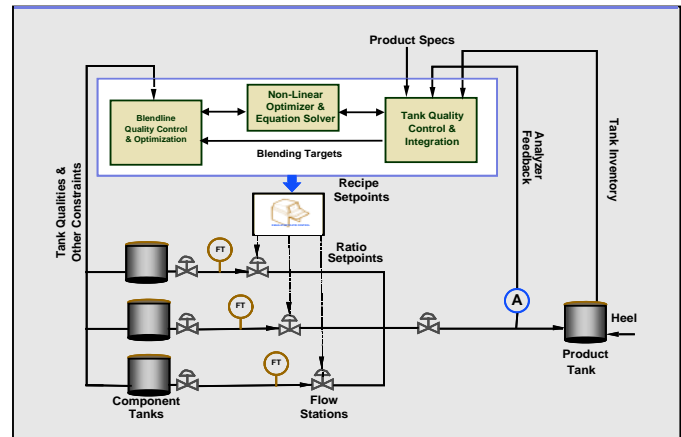 Product Specs
Non-Linear
Optimizer &
Equation Solver
Blendline
Quality Control
& Optimization
Tank Quality
Control &
Integration
Blending Targets
Analyzer
Feedback
Tank Inventory
Tank Qualities &
Other Constraints
Recipe
Setpoints
Ratio
Setpoints
FT
FT
FT
A
Heel
Product
Tank
Component
Tanks
Flow
Stations